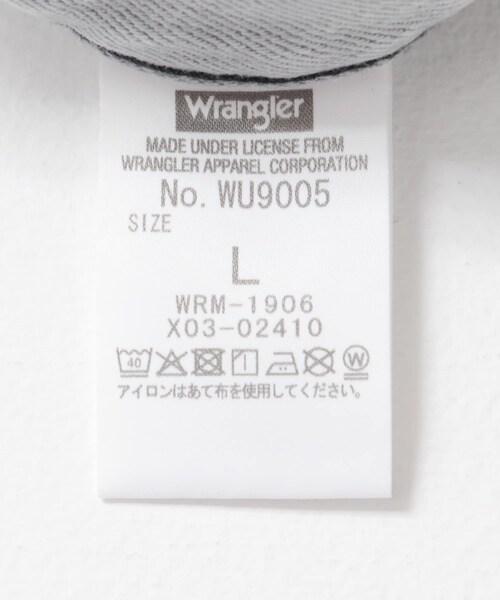 Wrangler
MADE UNDER LICENSE FROM
WRANGLER APPAREL CORPORATION
No. WU9005
SIZE
L
WRM-1906
X03-02410
40 W
アイロンはあて布を使用してください。